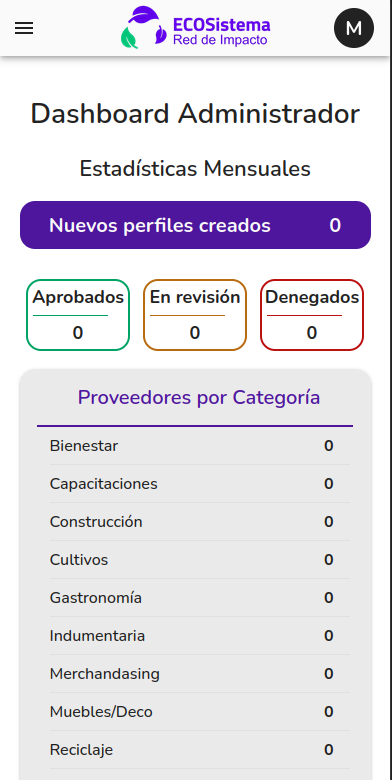 ECOSistema
Red de Impacto
M
Dashboard Administrador
Estadísticas Mensuales
Nuevos perfiles creados 0
Aprobados En revisión Denegados
0 0 0
Proveedores por Categoría
Bienestar 0
Capacitaciones 0
Construcción 0
Cultivos 0
Gastronomía 0
Indumentaria 0
Merchandasing 0
Muebles/Deco 0
Reciclaje 0